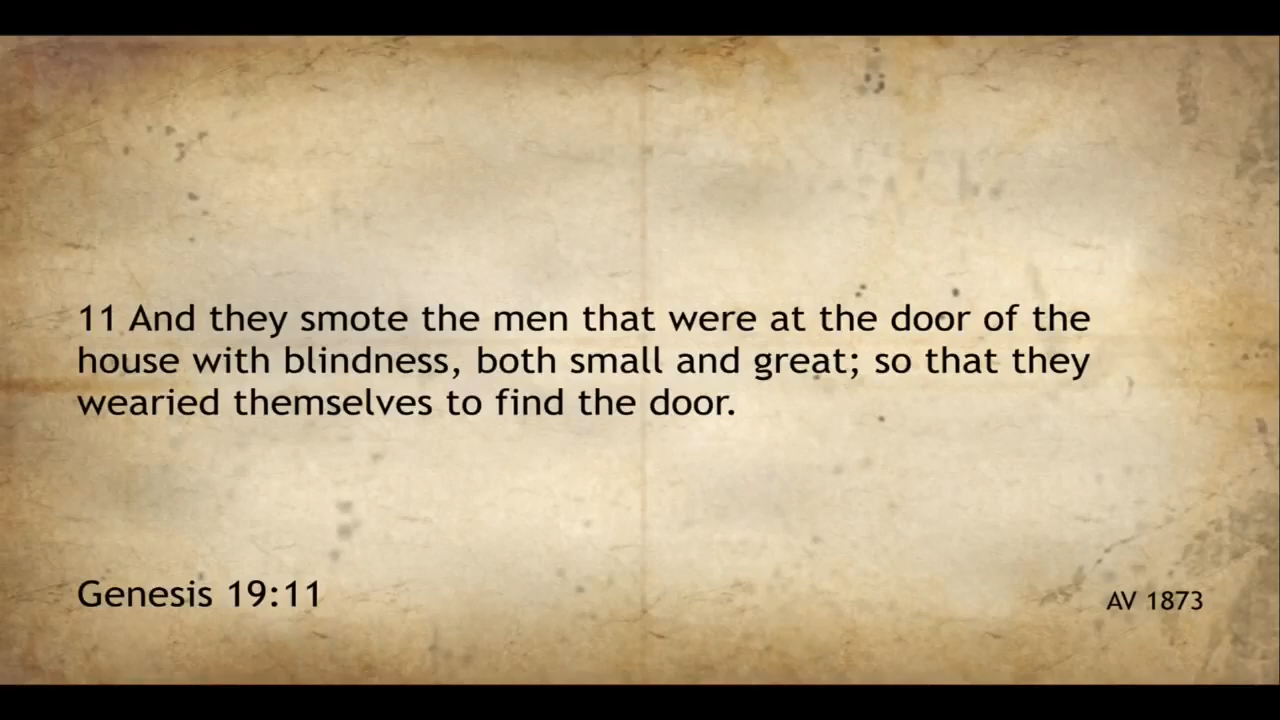 11 And they smote the men that were at the door of the
house with blindness, both small and great; so that they
wearied themselves to find the door.
Genesis 19:11
AV 1873